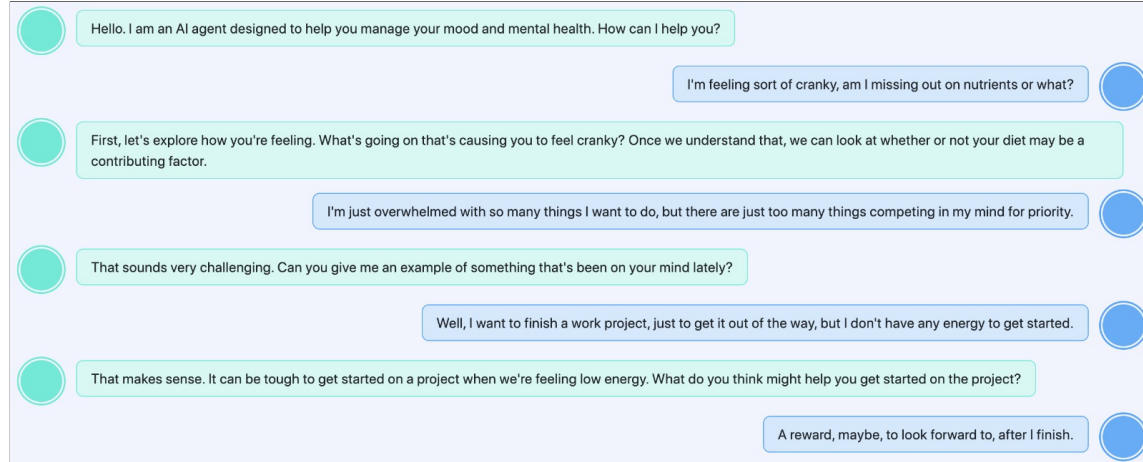 Hello. I am an AI agent designed to help you manage your mood and mental health. How can I help you?
I'm feeling sort of cranky, am I missing out on nutrients or what?
First, let's explore how you're feeling. What's going on that's causing you to feel cranky? Once we understand that, we can look at whether or not your diet may be a
contributing factor.
I'm just overwhelmed with so many things I want to do, but there are just too many things competing in my mind for priority.
That sounds very challenging. Can you give me an example of something that's been on your mind lately?
Well, I want to finish a work project, just to get it out of the way, but I don't have any energy to get started.
That makes sense. It can be tough to get started on a project when we're feeling low energy. What do you think might help you get started on the project?
A reward, maybe, to look forward to, after I finish.